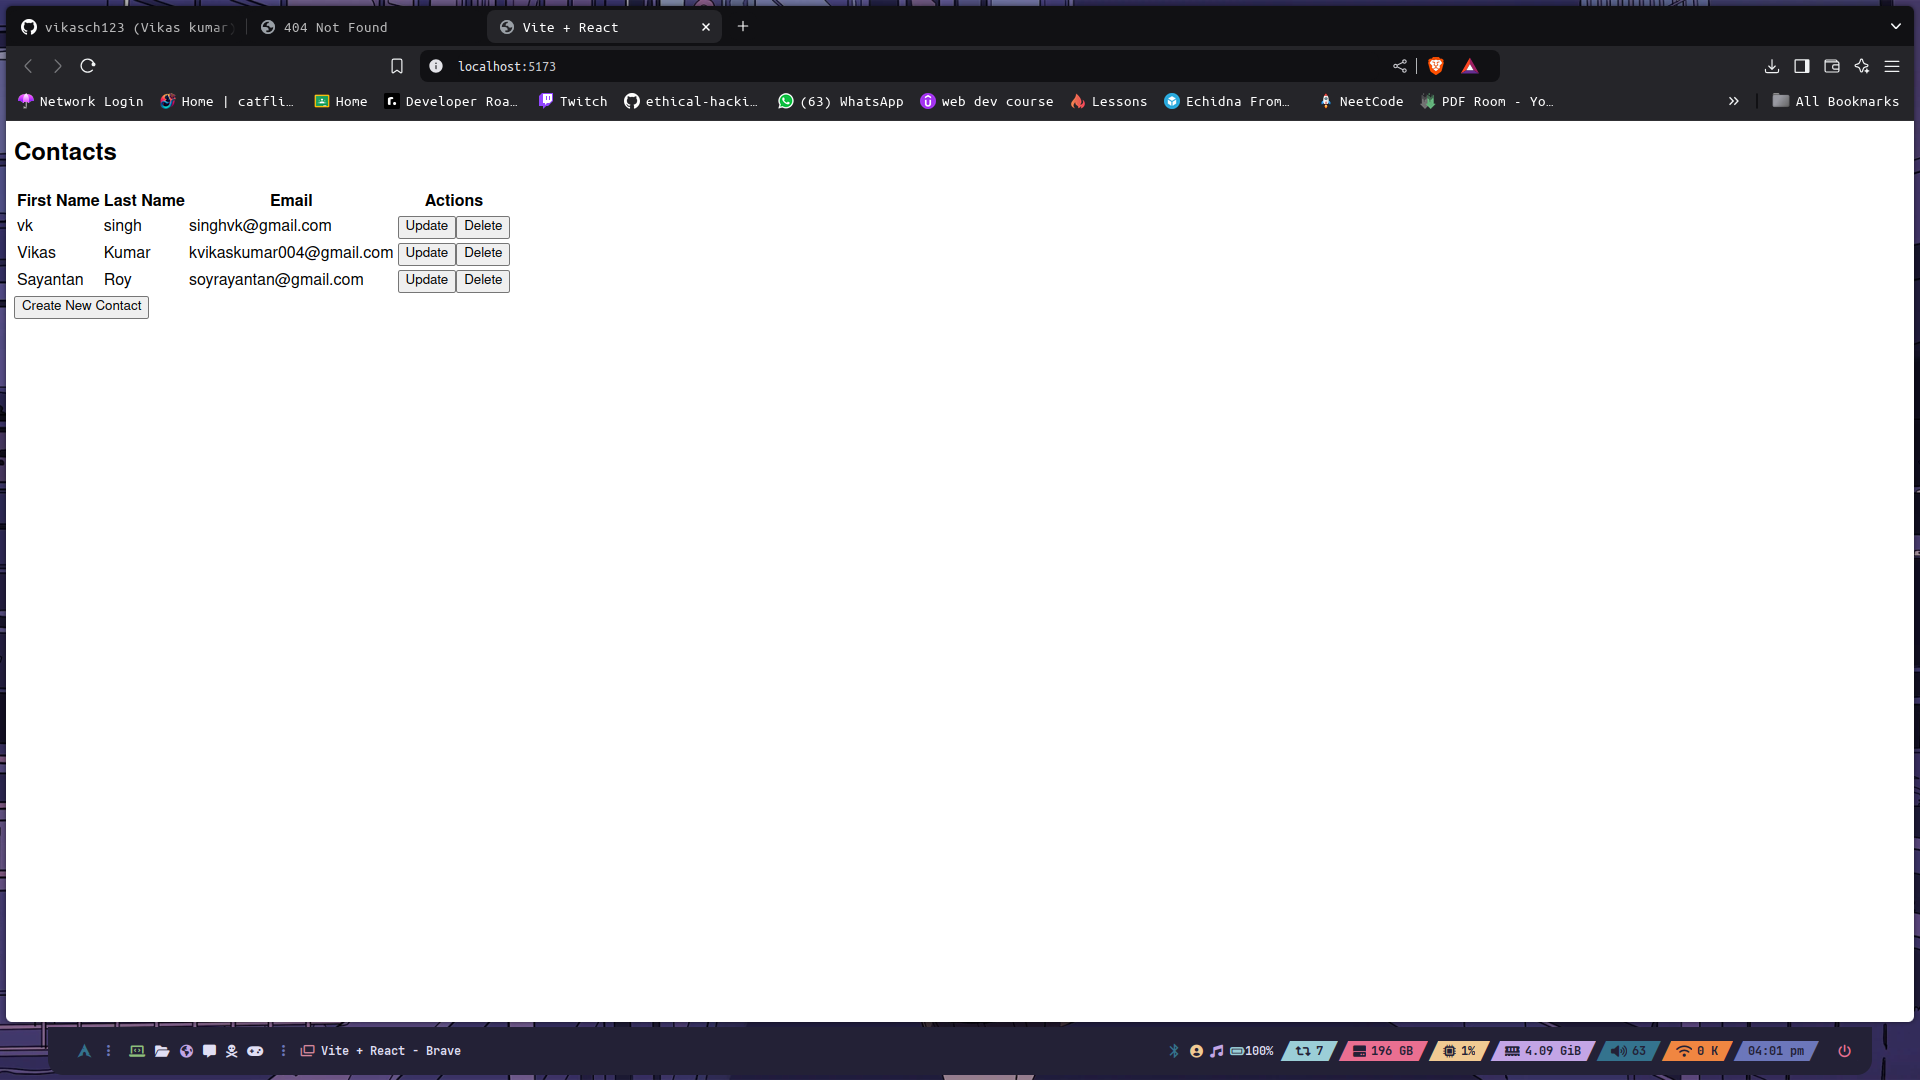 vikasch123 (Vikas kumar)
404 Not Found
Vite + React
localhost:5173
Network Login
Home | catfli…
Home
Developer Roa…
Twitch
ethical-hacki…
(63) WhatsApp
web dev course
Lessons
Echidna From…
NeetCode
PDF Room - Yo…
All Bookmarks
Contacts
First Name Last Name Email Actions
vk singh singhvk@gmail.com Update Delete
Vikas Kumar kvikaskumar004@gmail.com Update Delete
Sayantan Roy soyrayantan@gmail.com Update Delete
Create New Contact
Vite + React - Brave
100%
7
196 GB
1%
4.09 GiB
63
0 K
04:01 pm